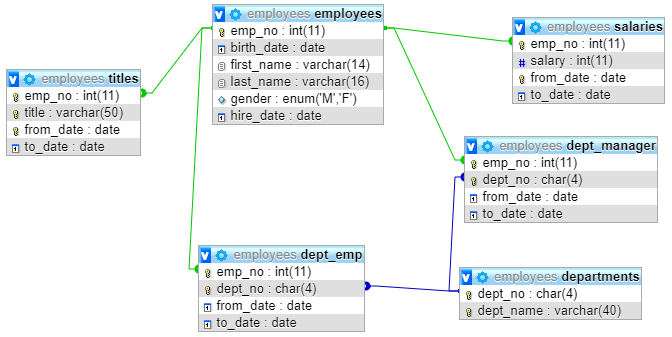 employees employees
emp_no : int(11)
birth_date : date
first_name : varchar(14)
last_name : varchar(16)
gender : enum('M','F')
hire_date : date
employees salaries
emp_no : int(11)
salary : int(11)
from_date : date
to_date : date
employees titles
emp_no : int(11)
title : varchar(50)
from_date : date
to_date : date
employees dept_manager
emp_no : int(11)
dept_no : char(4)
from_date : date
to_date : date
employees dept_emp
emp_no : int(11)
dept_no : char(4)
from_date : date
to_date : date
employees departments
dept_no : char(4)
dept_name : varchar(40)